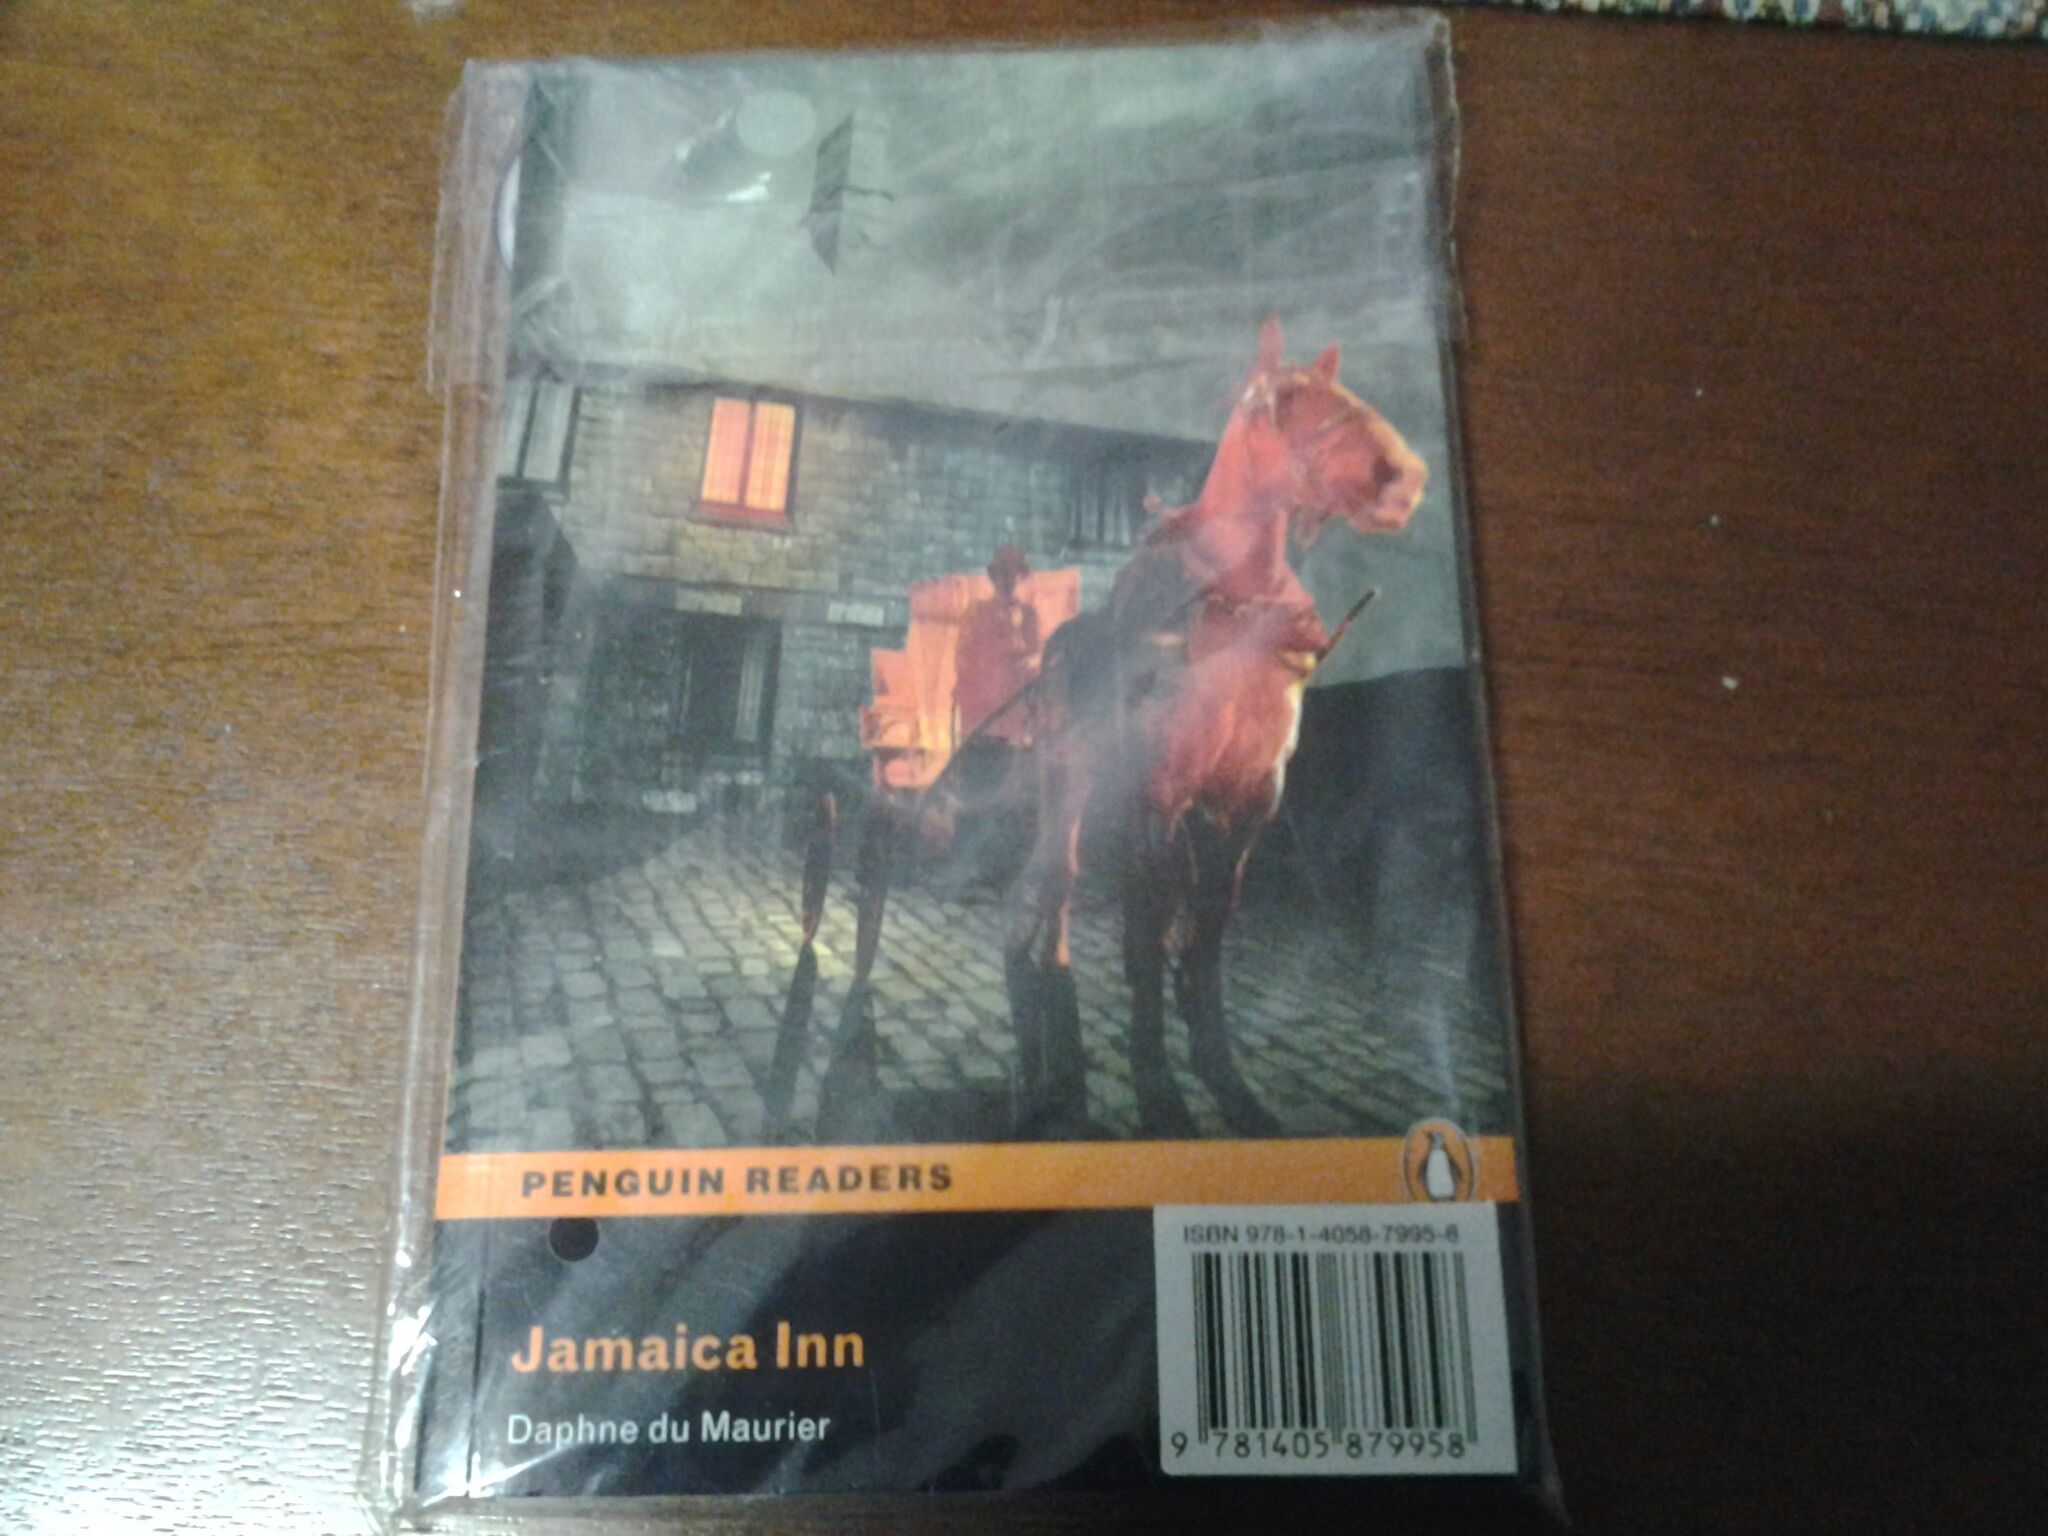 PENGUIN READERS
ISBN 978-1-4058-7995-8
Jamaica Inn
Daphne du Maurier
9 781405 879958